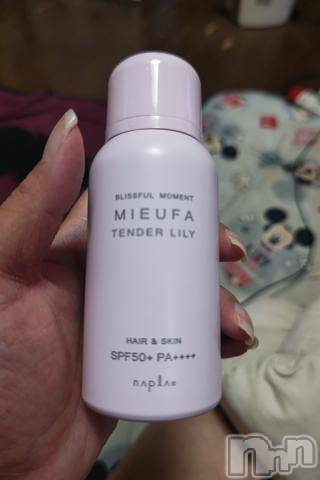 BLISSFUL MOMENT
MIEUFA
TENDER LILY
HAIR & SKIN
SPF50+ PA++++
napla